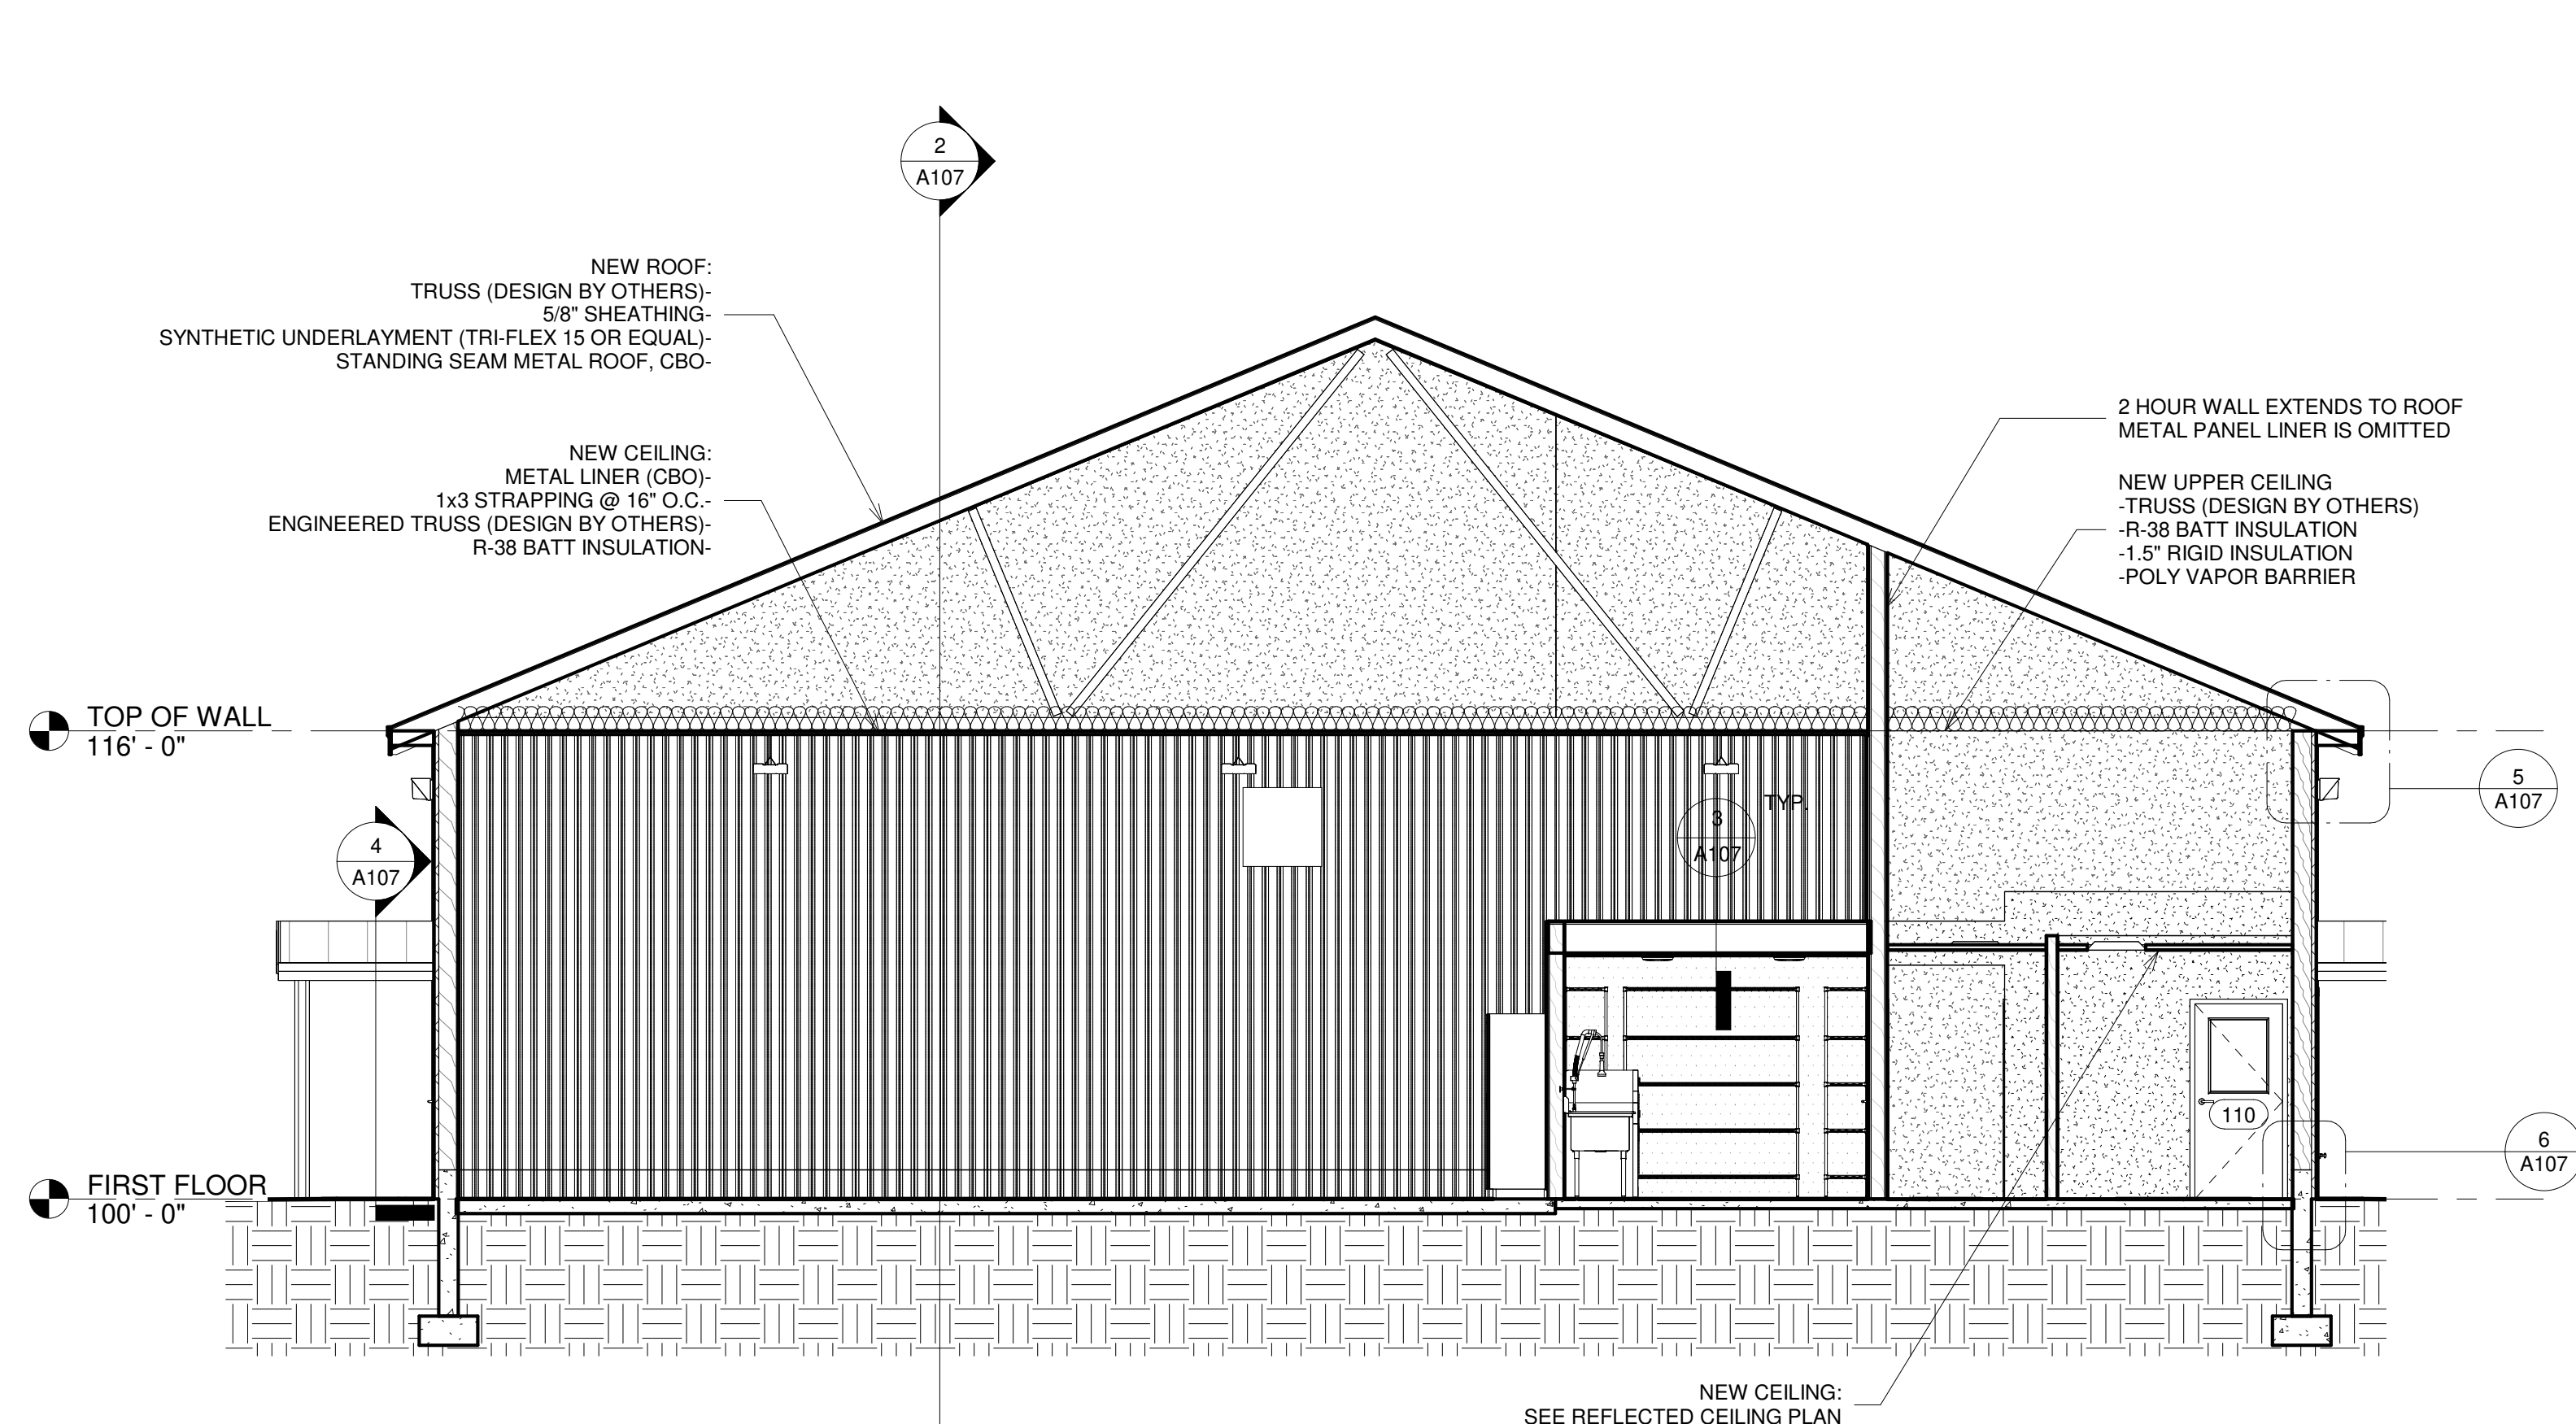 2
A107
NEW ROOF:
TRUSS (DESIGN BY OTHERS)-
5/8" SHEATHING-
SYNTHETIC UNDERLAYMENT (TRI-FLEX 15 OR EQUAL)-
STANDING SEAM METAL ROOF, CBO-
NEW CEILING:
METAL LINER (CBO)-
1x3 STRAPPING @ 16" O.C.-
ENGINEERED TRUSS (DESIGN BY OTHERS)-
R-38 BATT INSULATION-
2 HOUR WALL EXTENDS TO ROOF
METAL PANEL LINER IS OMITTED
NEW UPPER CEILING
-TRUSS (DESIGN BY OTHERS)
-R-38 BATT INSULATION
-1.5" RIGID INSULATION
-POLY VAPOR BARRIER
TOP OF WALL
116' - 0"
5
A107
TYP.
3
A107
4
A107
110
6
A107
FIRST FLOOR
100' - 0"
NEW CEILING:
SEE REFLECTED CEILING PLAN